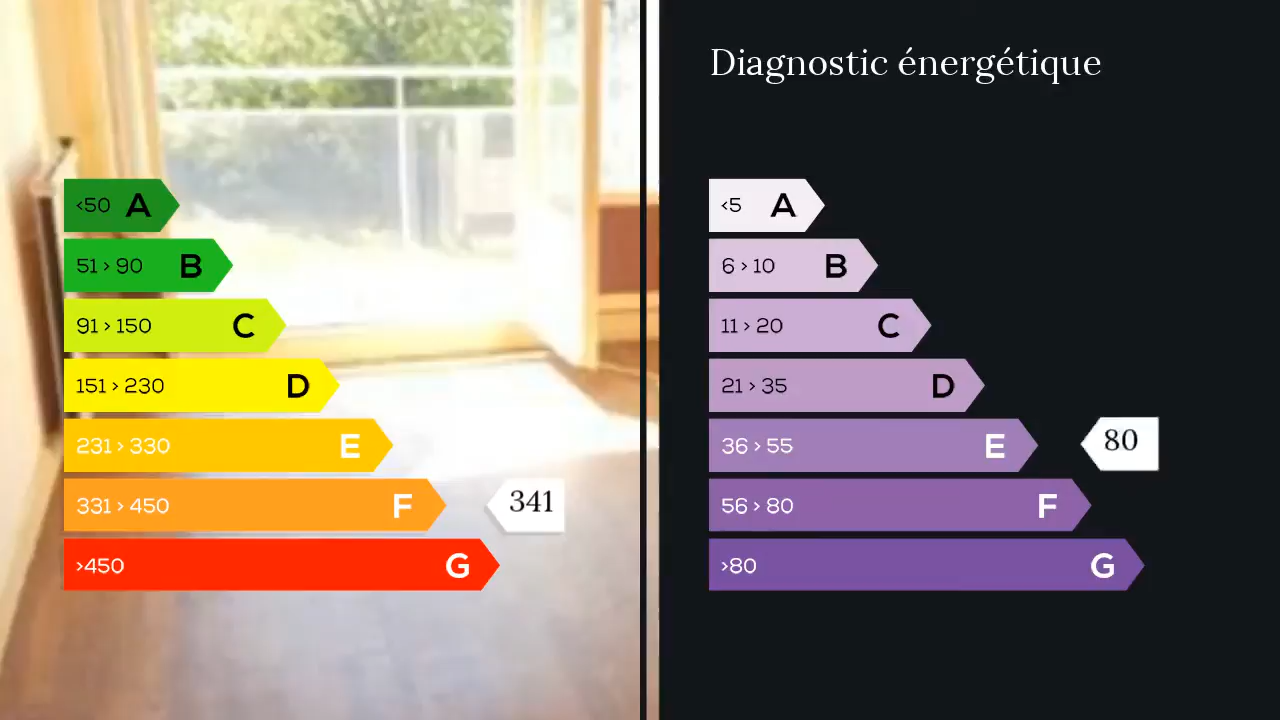 Diagnostic énergétique
<50 A
51 > 90 B
91 > 150 C
151 > 230 D
231 > 330 E
331 > 450 F
341
>450 G
<5 A
6 > 10 B
11 > 20 C
21 > 35 D
36 > 55 E
80
56 > 80 F
>80 G